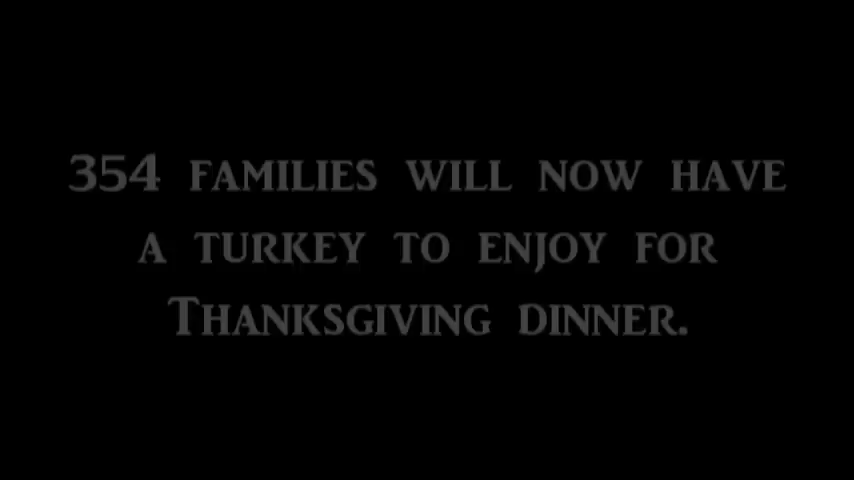 354 families will now have
a turkey to enjoy for
Thanksgiving dinner.